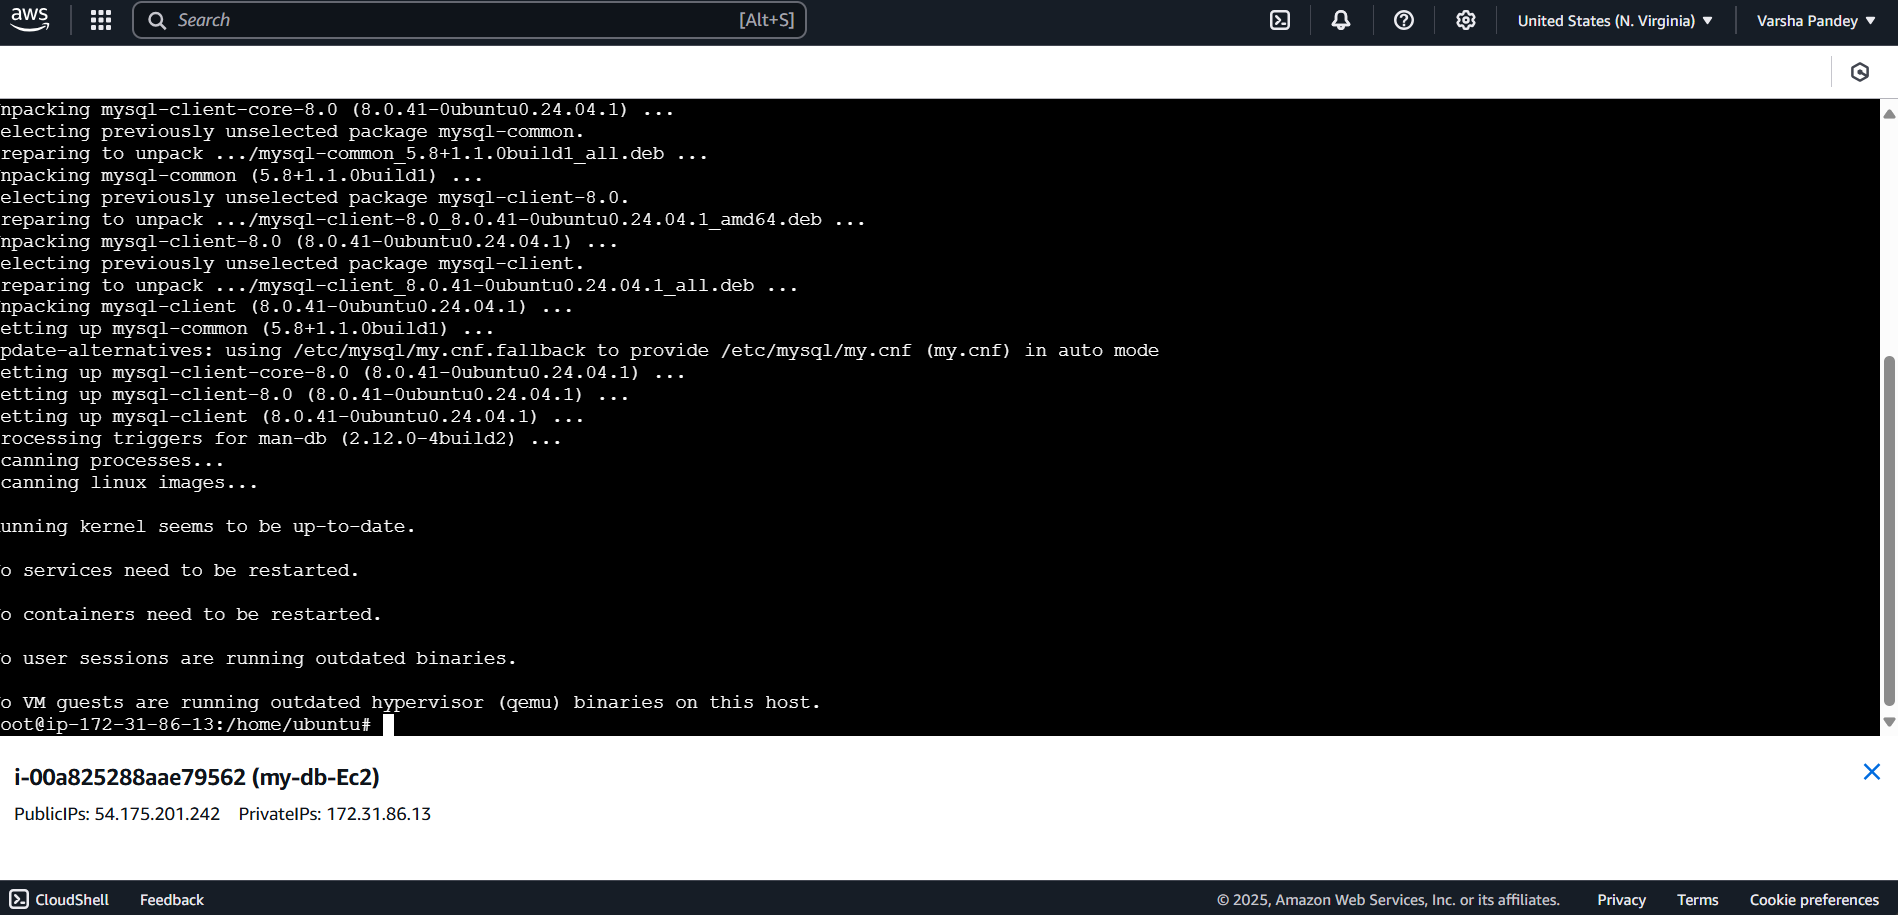 aws
Search [Alt+S]
United States (N. Virginia) Varsha Pandey
npacking mysql-client-core-8.0 (8.0.41-0ubuntu0.24.04.1) ...
electing previously unselected package mysql-common.
reparing to unpack .../mysql-common_5.8+1.1.0build1_all.deb ...
npacking mysql-common (5.8+1.1.0build1) ...
electing previously unselected package mysql-client-8.0.
reparing to unpack .../mysql-client-8.0_8.0.41-0ubuntu0.24.04.1_amd64.deb ...
npacking mysql-client-8.0 (8.0.41-0ubuntu0.24.04.1) ...
electing previously unselected package mysql-client.
reparing to unpack .../mysql-client_8.0.41-0ubuntu0.24.04.1_all.deb ...
npacking mysql-client (8.0.41-0ubuntu0.24.04.1) ...
etting up mysql-common (5.8+1.1.0build1) ...
pdate-alternatives: using /etc/mysql/my.cnf.fallback to provide /etc/mysql/my.cnf (my.cnf) in auto mode
etting up mysql-client-core-8.0 (8.0.41-0ubuntu0.24.04.1) ...
etting up mysql-client-8.0 (8.0.41-0ubuntu0.24.04.1) ...
etting up mysql-client (8.0.41-0ubuntu0.24.04.1) ...
rocessing triggers for man-db (2.12.0-4build2) ...
canning processes...
canning linux images...
unning kernel seems to be up-to-date.
o services need to be restarted.
o containers need to be restarted.
o user sessions are running outdated binaries.
o VM guests are running outdated hypervisor (qemu) binaries on this host.
oot@ip-172-31-86-13:/home/ubuntu#
i-00a825288aae79562 (my-db-Ec2)
PublicIPs: 54.175.201.242 PrivateIPs: 172.31.86.13
CloudShell Feedback © 2025, Amazon Web Services, Inc. or its affiliates. Privacy Terms Cookie preferences